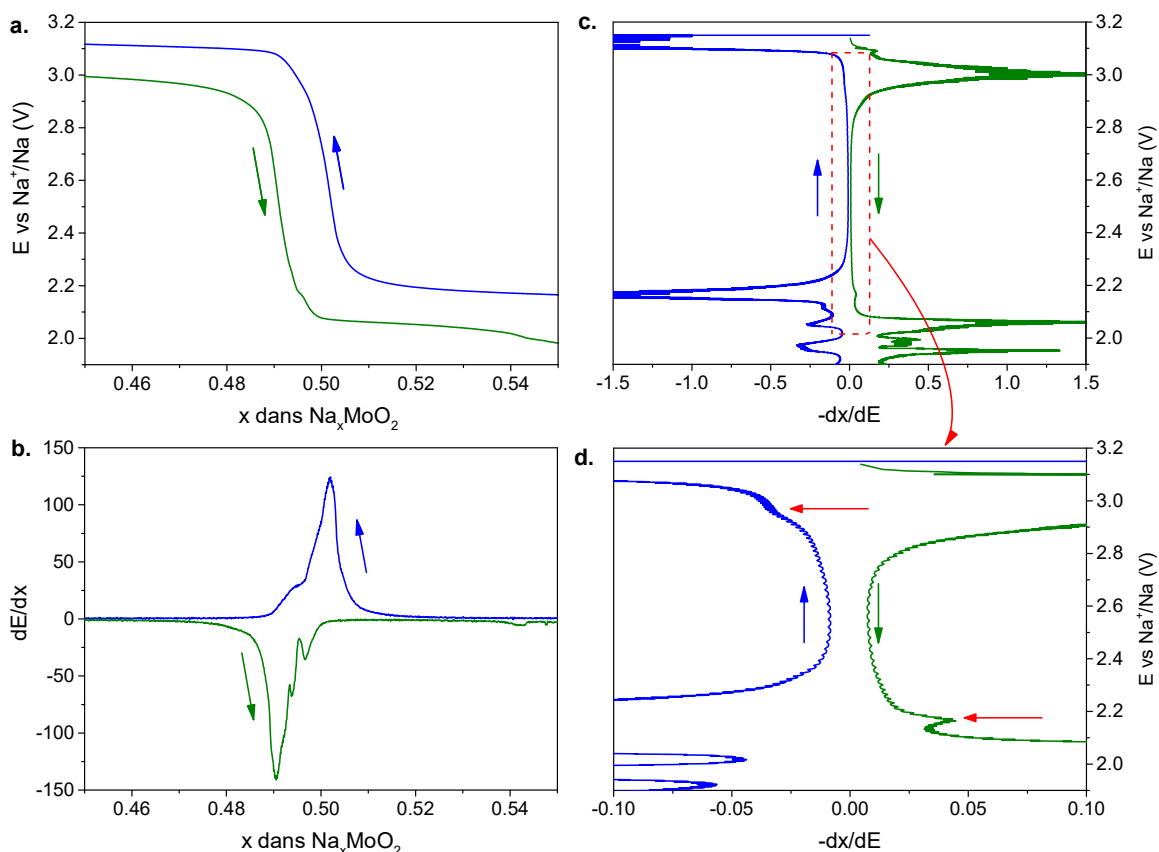 a.
3.2
3.0
2.8
2.6
2.4
2.2
2.0
E vs Na⁺/Na (V)
0.46 0.48 0.50 0.52 0.54
x dans NaₓMoO₂
c.
3.2
3.0
2.8
2.6
2.4
2.2
2.0
E vs Na⁺/Na (V)
-1.5 -1.0 -0.5 0.0 0.5 1.0 1.5
-dx/dE
b.
150
100
50
0
-50
-100
-150
dE/dx
0.46 0.48 0.50 0.52 0.54
x dans NaₓMoO₂
d.
3.2
3.0
2.8
2.6
2.4
2.2
2.0
E vs Na⁺/Na (V)
-0.10 -0.05 0.00 0.05 0.10
-dx/dE